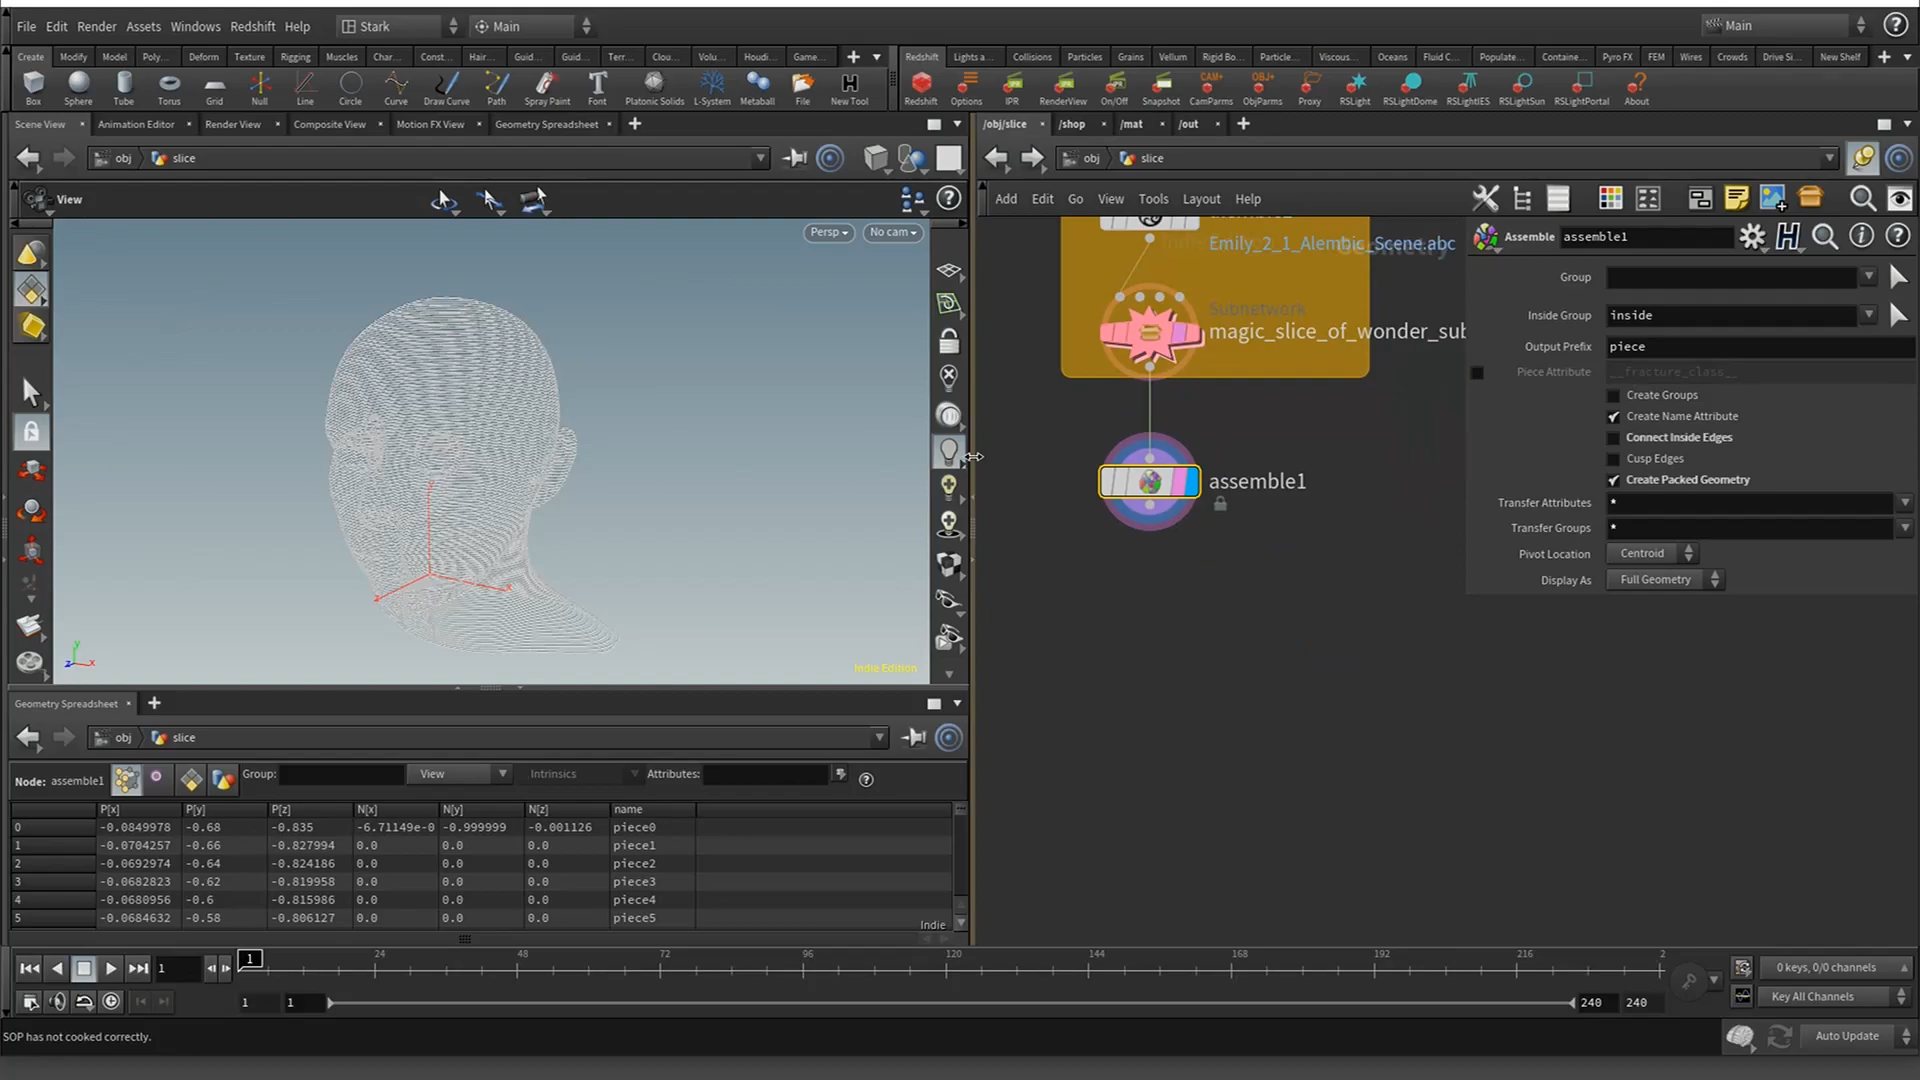 File Edit Render Assets Windows Redshift Help Stark Main Main
Create Modify Model Poly... Deform Texture Rigging Muscles Char... Const... Hair... Guid... Guid... Terr... Clou... Volu... Houdi... Game...
Redshift Lights a... Collisions Particles Grains Vellum Rigid Bo... Particle... Viscous... Oceans Fluid C... Populate... Containe... Pyro FX FEM Wires Crowds Drive Si... New Shelf
Box Sphere Tube Torus Grid Null Line Circle Curve Draw Curve Path Spray Paint Font Platonic Solids L-System Metaball File New Tool
Redshift Options IPR RenderView On/Off Snapshot CamParms ObjParms Proxy RSLight RSLightDome RSLightIES RSLightSun RSLightPortal About
Scene View Animation Editor Render View Composite View Motion FX View Geometry Spreadsheet
/obj/slice /shop /mat /out
obj slice
obj slice
View
Add Edit Go View Tools Layout Help
Persp No cam
Emily_2_1_Alembic_Scene.abc
Subnetwork
magic_slice_of_wonder_sub
assemble1
Assemble assemble1
Group
Inside Group inside
Output Prefix piece
Piece Attribute __fracture_class__
Create Groups
Create Name Attribute
Connect Inside Edges
Cusp Edges
Create Packed Geometry
Transfer Attributes *
Transfer Groups *
Pivot Location Centroid
Display As Full Geometry
x
z
y
z x
Indie Edition
Geometry Spreadsheet
obj slice
Node: assemble1 Group: View Intrinsics Attributes:
P[x] P[y] P[z] N[x] N[y] N[z] name
0 -0.0849978 -0.68 -0.835 -6.71149e-0 -0.999999 -0.001126 piece0
1 -0.0704257 -0.66 -0.827994 0.0 0.0 0.0 piece1
2 -0.0692974 -0.64 -0.824186 0.0 0.0 0.0 piece2
3 -0.0682823 -0.62 -0.819958 0.0 0.0 0.0 piece3
4 -0.0680956 -0.6 -0.815986 0.0 0.0 0.0 piece4
5 -0.0684632 -0.58 -0.806127 0.0 0.0 0.0 piece5
Indie
1 1 24 48 72 96 120 144 168 192 216 2
0 keys, 0/0 channels
1 1 240 240
Key All Channels
SOP has not cooked correctly.
Auto Update